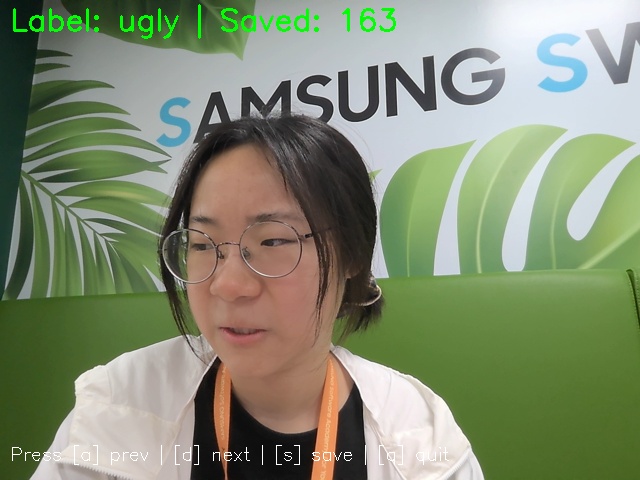 Label: ugly | Saved: 163
SAMSUNG SW
Press [a] prev | [d] next | [s] save | [q] quit